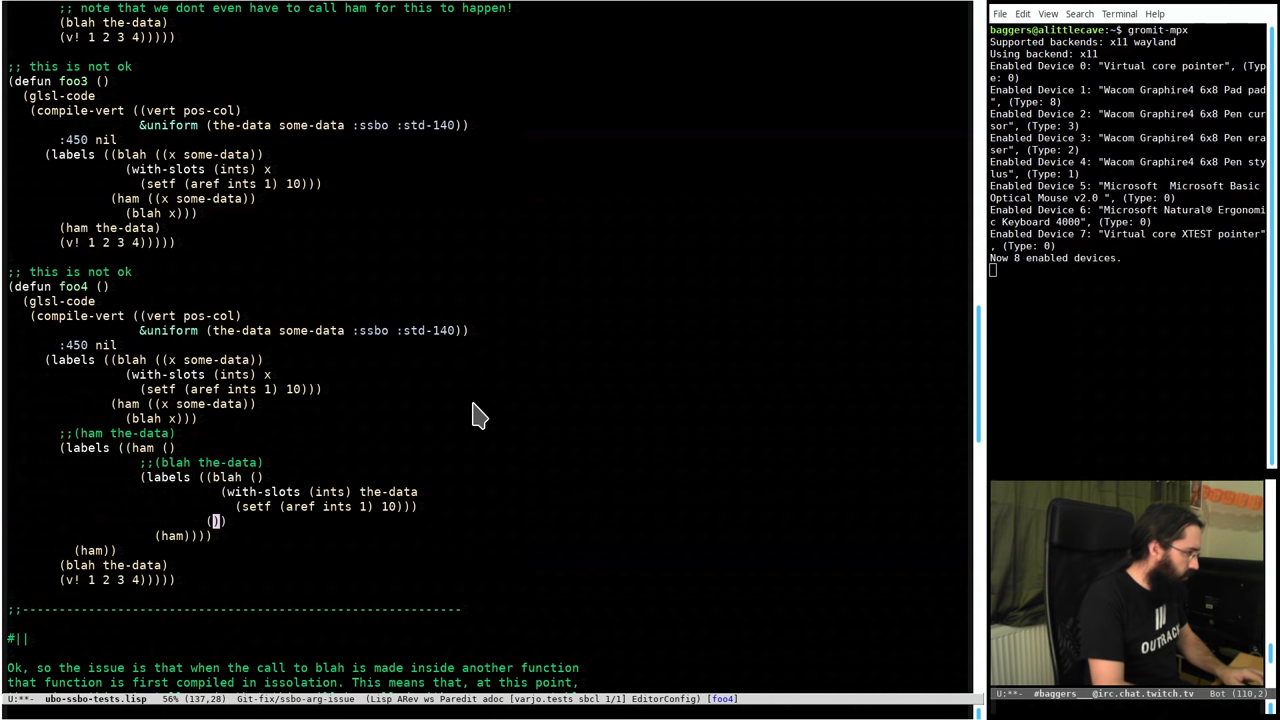 ;; note that we dont even have to call ham for this to happen!
(blah the-data)
(v! 1 2 3 4)))))
;; this is not ok
(defun foo3 ()
(glsl-code
(compile-vert ((vert pos-col)
&uniform (the-data some-data :ssbo :std-140))
:450 nil
(labels ((blah ((x some-data))
(with-slots (ints) x
(setf (aref ints 1) 10)))
(ham ((x some-data))
(blah x)))
(ham the-data)
(v! 1 2 3 4)))))
;; this is not ok
(defun foo4 ()
(glsl-code
(compile-vert ((vert pos-col)
&uniform (the-data some-data :ssbo :std-140))
:450 nil
(labels ((blah ((x some-data))
(with-slots (ints) x
(setf (aref ints 1) 10)))
(ham ((x some-data))
(blah x)))
;;(ham the-data)
(labels ((ham ()
;;(blah the-data)
(labels ((blah ()
(with-slots (ints) the-data
(setf (aref ints 1) 10)))
())
(ham))))
(ham))
(blah the-data)
(v! 1 2 3 4)))))
;;------------------------------------------------------------
#||
Ok, so the issue is that when the call to blah is made inside another function
that function is first compiled in issolation. This means that, at this point,
U:**- ubo-ssbo-tests.lisp 56% (137,28) Git-fix/ssbo-arg-issue (Lisp ARev ws Paredit adoc [varjo.tests sbcl 1/1] EditorConfig) [foo4]
File Edit View Search Terminal Help
baggers@alittlecave:~$ gromit-mpx
Supported backends: x11 wayland
Using backend: x11
Enabled Device 0: "Virtual core pointer", (Typ
e: 0)
Enabled Device 1: "Wacom Graphire4 6x8 Pad pad
", (Type: 8)
Enabled Device 2: "Wacom Graphire4 6x8 Pen cur
sor", (Type: 3)
Enabled Device 3: "Wacom Graphire4 6x8 Pen era
ser", (Type: 2)
Enabled Device 4: "Wacom Graphire4 6x8 Pen sty
lus", (Type: 1)
Enabled Device 5: "Microsoft  Microsoft Basic
Optical Mouse v2.0 ", (Type: 0)
Enabled Device 6: "Microsoft Natural® Ergonomi
c Keyboard 4000", (Type: 0)
Enabled Device 7: "Virtual core XTEST pointer"
, (Type: 0)
Now 8 enabled devices.
OUTRACK
U:**- #baggers___@irc.chat.twitch.tv Bot (110,2)